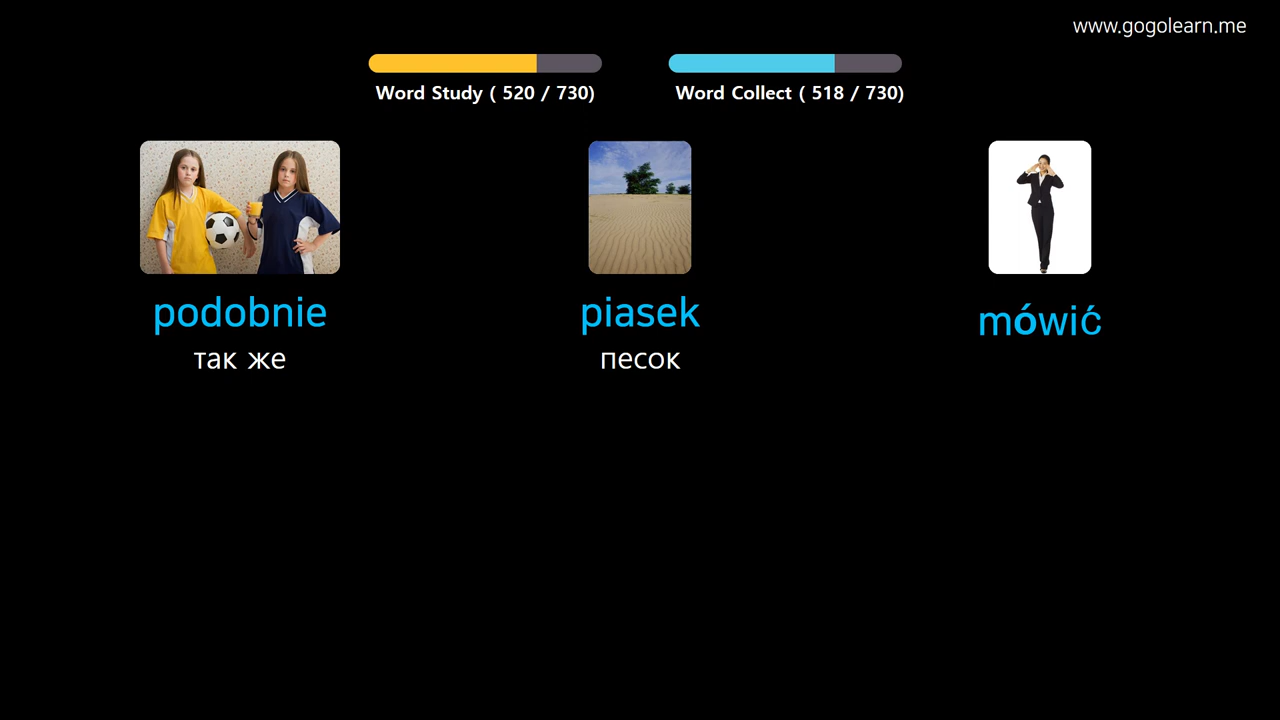 www.gogolearn.me
Word Study ( 520 / 730)
Word Collect ( 518 / 730)
podobnie
так же
piasek
песок
mówić